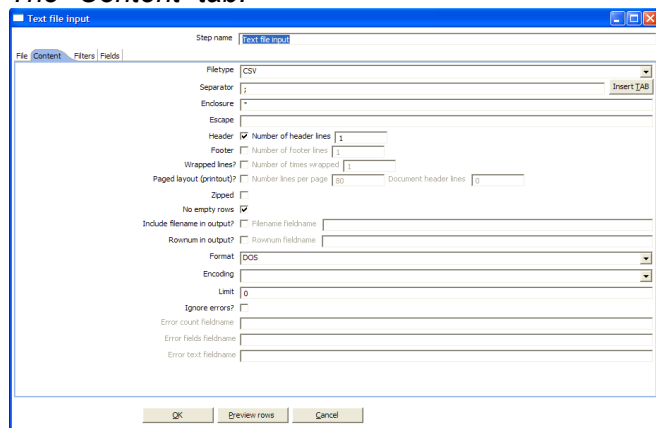 The "Content" tab:
Text file input
Step name Text file input
File Content Filters Fields
Filetype CSV
Separator ; Insert TAB
Enclosure "
Escape
Header Number of header lines 1
Footer Number of footer lines 1
Wrapped lines? Number of times wrapped 1
Paged layout (printout)? Number lines per page 80 Document header lines 0
Zipped
No empty rows
Include filename in output? Filename fieldname
Rownum in output? Rownum fieldname
Format DOS
Encoding
Limit 0
Ignore errors?
Error count fieldname
Error fields fieldname
Error text fieldname
OK Preview rows Cancel